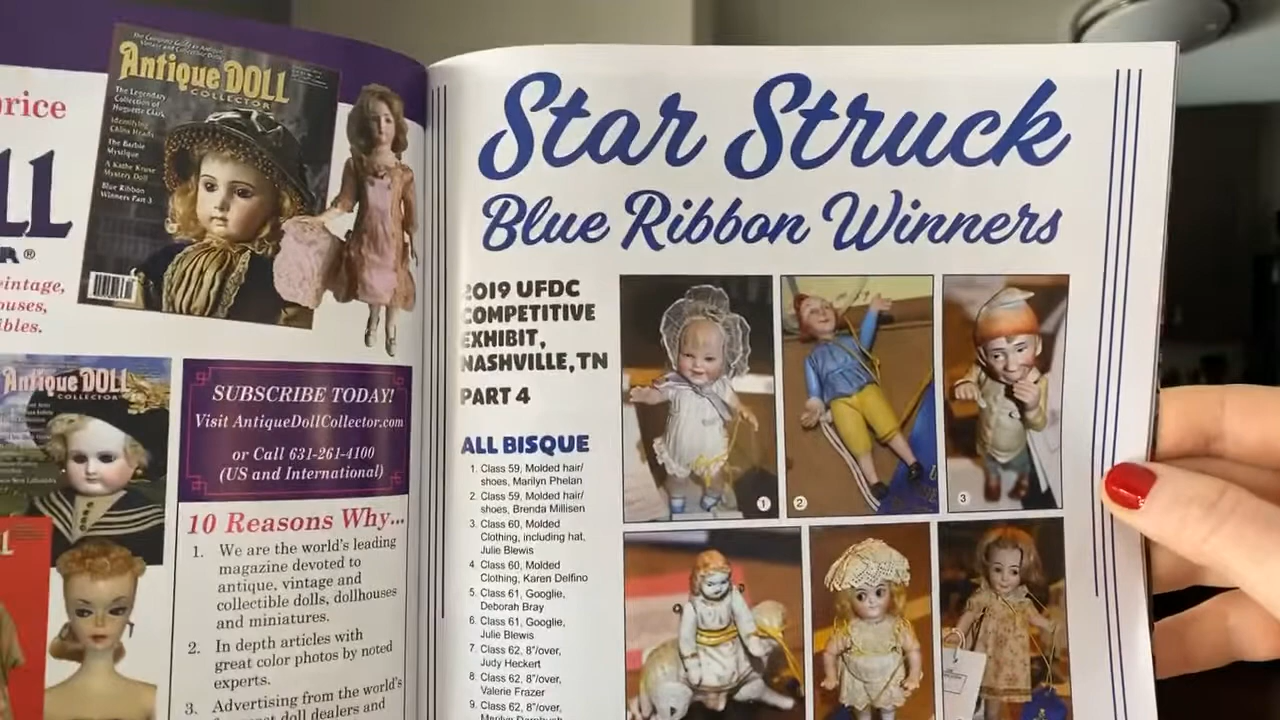 rice
LL
R®
vintage,
ouses,
ibles.
Antique DOLL
COLLECTOR
The Legendary
Collection of
Huguette Clark
Identifying
China Heads
The Barbie
Mystique
A Kathe Kruse
Mystery Doll
Blue Ribbon
Winners Part 3
Antique DOLL
COLLECTOR
SUBSCRIBE TODAY!
Visit AntiqueDollCollector.com
or Call 631-261-4100
(US and International)
10 Reasons Why...
1. We are the world's leading
magazine devoted to
antique, vintage and
collectible dolls, dollhouses
and miniatures.
2. In depth articles with
great color photos by noted
experts.
3. Advertising from the world's
doll dealers and
Star Struck
Blue Ribbon Winners
2019 UFDC
COMPETITIVE
EXHIBIT,
NASHVILLE, TN
PART 4
ALL BISQUE
1. Class 59, Molded hair/
shoes, Marilyn Phelan
2. Class 59, Molded hair/
shoes, Brenda Millisen
3. Class 60, Molded
Clothing, including hat,
Julie Blewis
4. Class 60, Molded
Clothing, Karen Delfino
5. Class 61, Googlie,
Deborah Bray
6. Class 61, Googlie,
Julie Blewis
7. Class 62, 8"/over,
Judy Heckert
8. Class 62, 8"/over,
Valerie Frazer
9. Class 62, 8"/over,
1
2
3